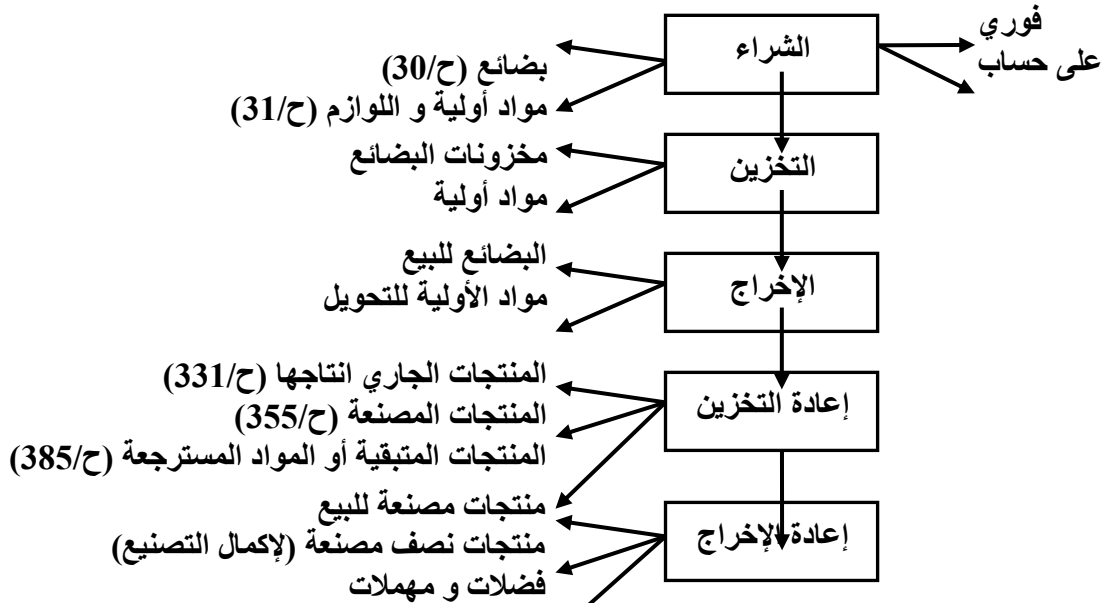 فوري
على حساب
الشراء
بضائع (ح/30)
مواد أولية و اللوازم (ح/31)
التخزين
مخزونات البضائع
مواد أولية
الإخراج
البضائع للبيع
مواد الأولية للتحويل
إعادة التخزين
المنتجات الجاري انتاجها (ح/331)
المنتجات المصنعة (ح/355)
المنتجات المتبقية أو المواد المسترجعة (ح/385)
إعادة الإخراج
منتجات مصنعة للبيع
منتجات نصف مصنعة (لإكمال التصنيع)
فضلات و مهملات